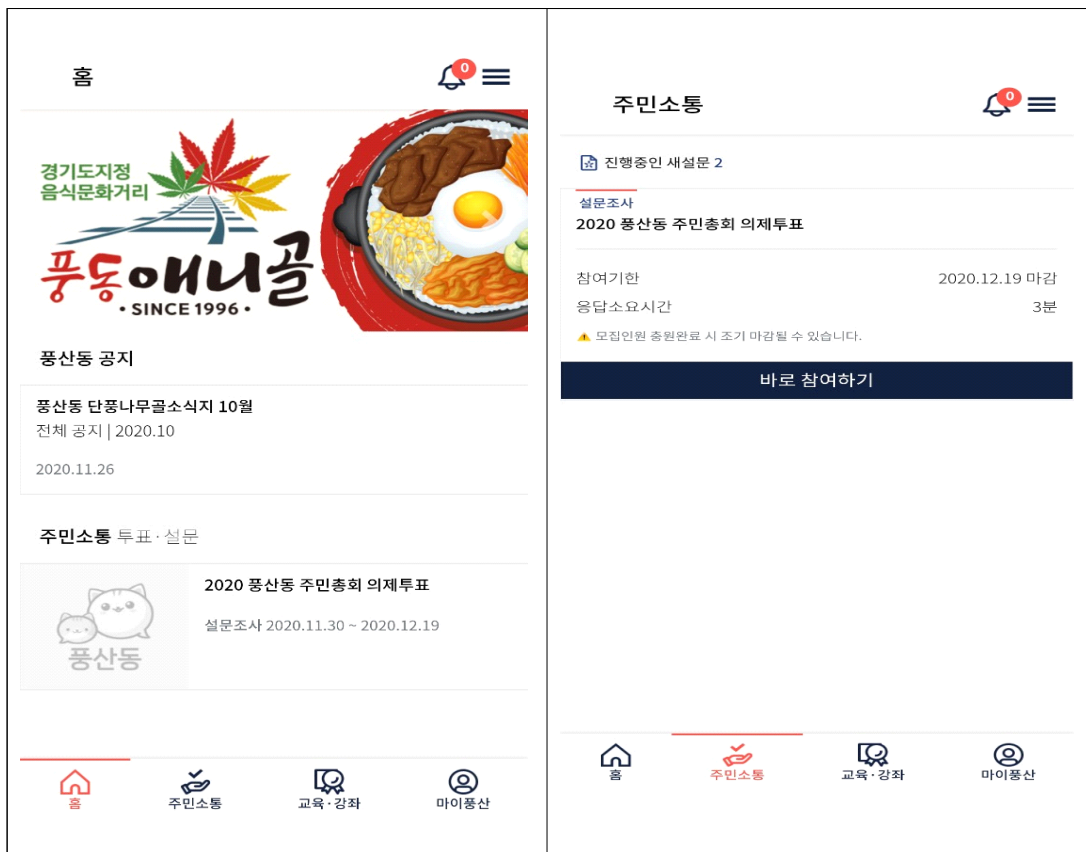 홈
0
경기도지정
음식문화거리
풍동애니골
· SINCE 1996 ·
풍산동 공지
풍산동 단풍나무골소식지 10월
전체 공지 | 2020.10
2020.11.26
주민소통 투표·설문
풍산동
2020 풍산동 주민총회 의제투표
설문조사 2020.11.30 ~ 2020.12.19
홈
주민소통
교육·강좌
마이풍산
주민소통
0
진행중인 새설문 2
설문조사
2020 풍산동 주민총회 의제투표
참여기한 2020.12.19 마감
응답소요시간 3분
모집인원 충원완료 시 조기 마감될 수 있습니다.
바로 참여하기
홈
주민소통
교육·강좌
마이풍산